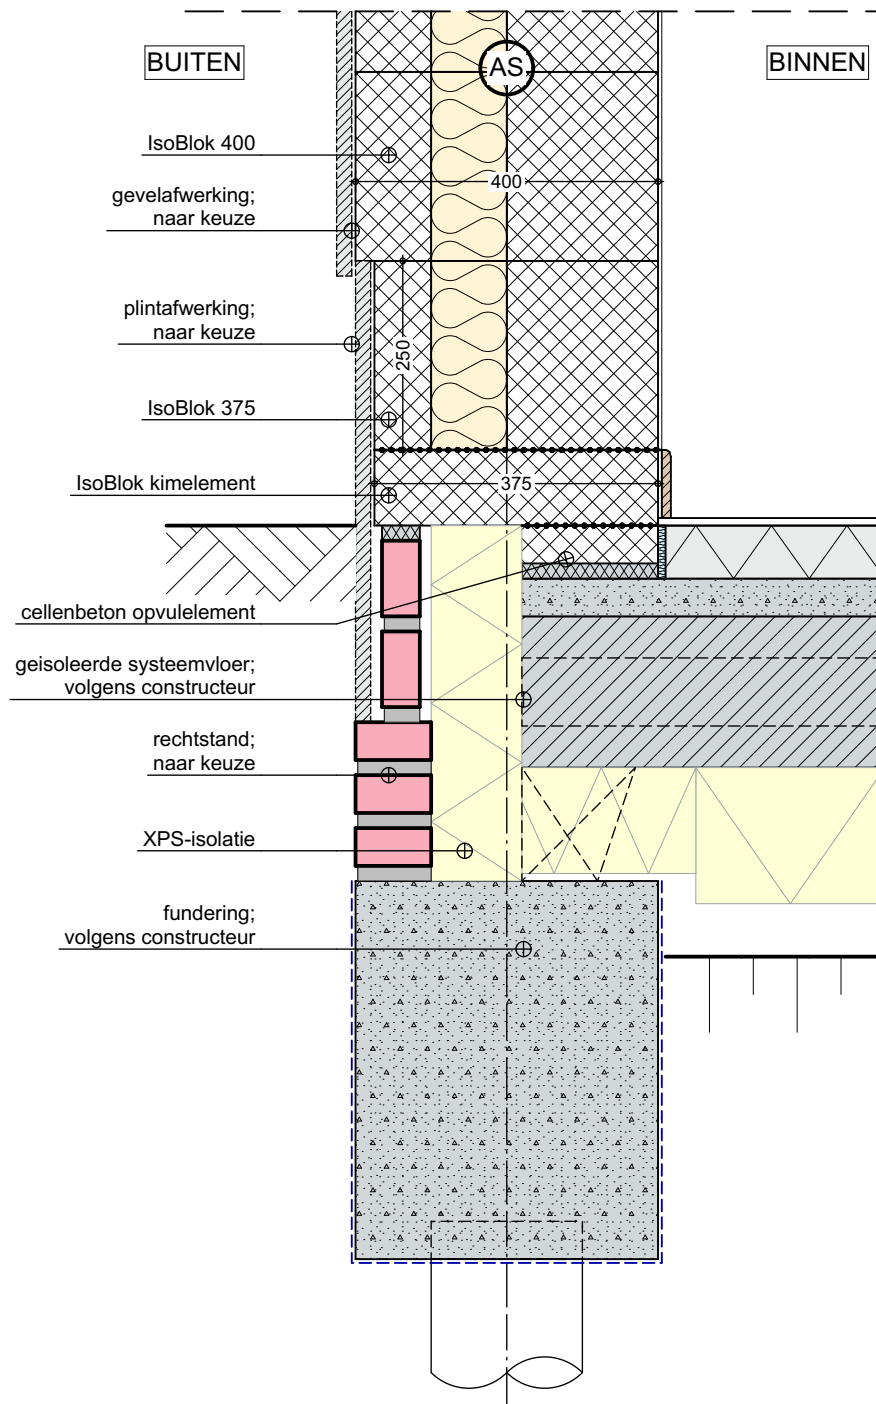 BUITEN
AS
BINNEN
IsoBlok 400
400
gevelafwerking;
naar keuze
plintafwerking;
naar keuze
250
IsoBlok 375
IsoBlok kimelement
375
cellenbeton opvulelement
geisoleerde systeemvloer;
volgens constructeur
rechtstand;
naar keuze
XPS-isolatie
fundering;
volgens constructeur